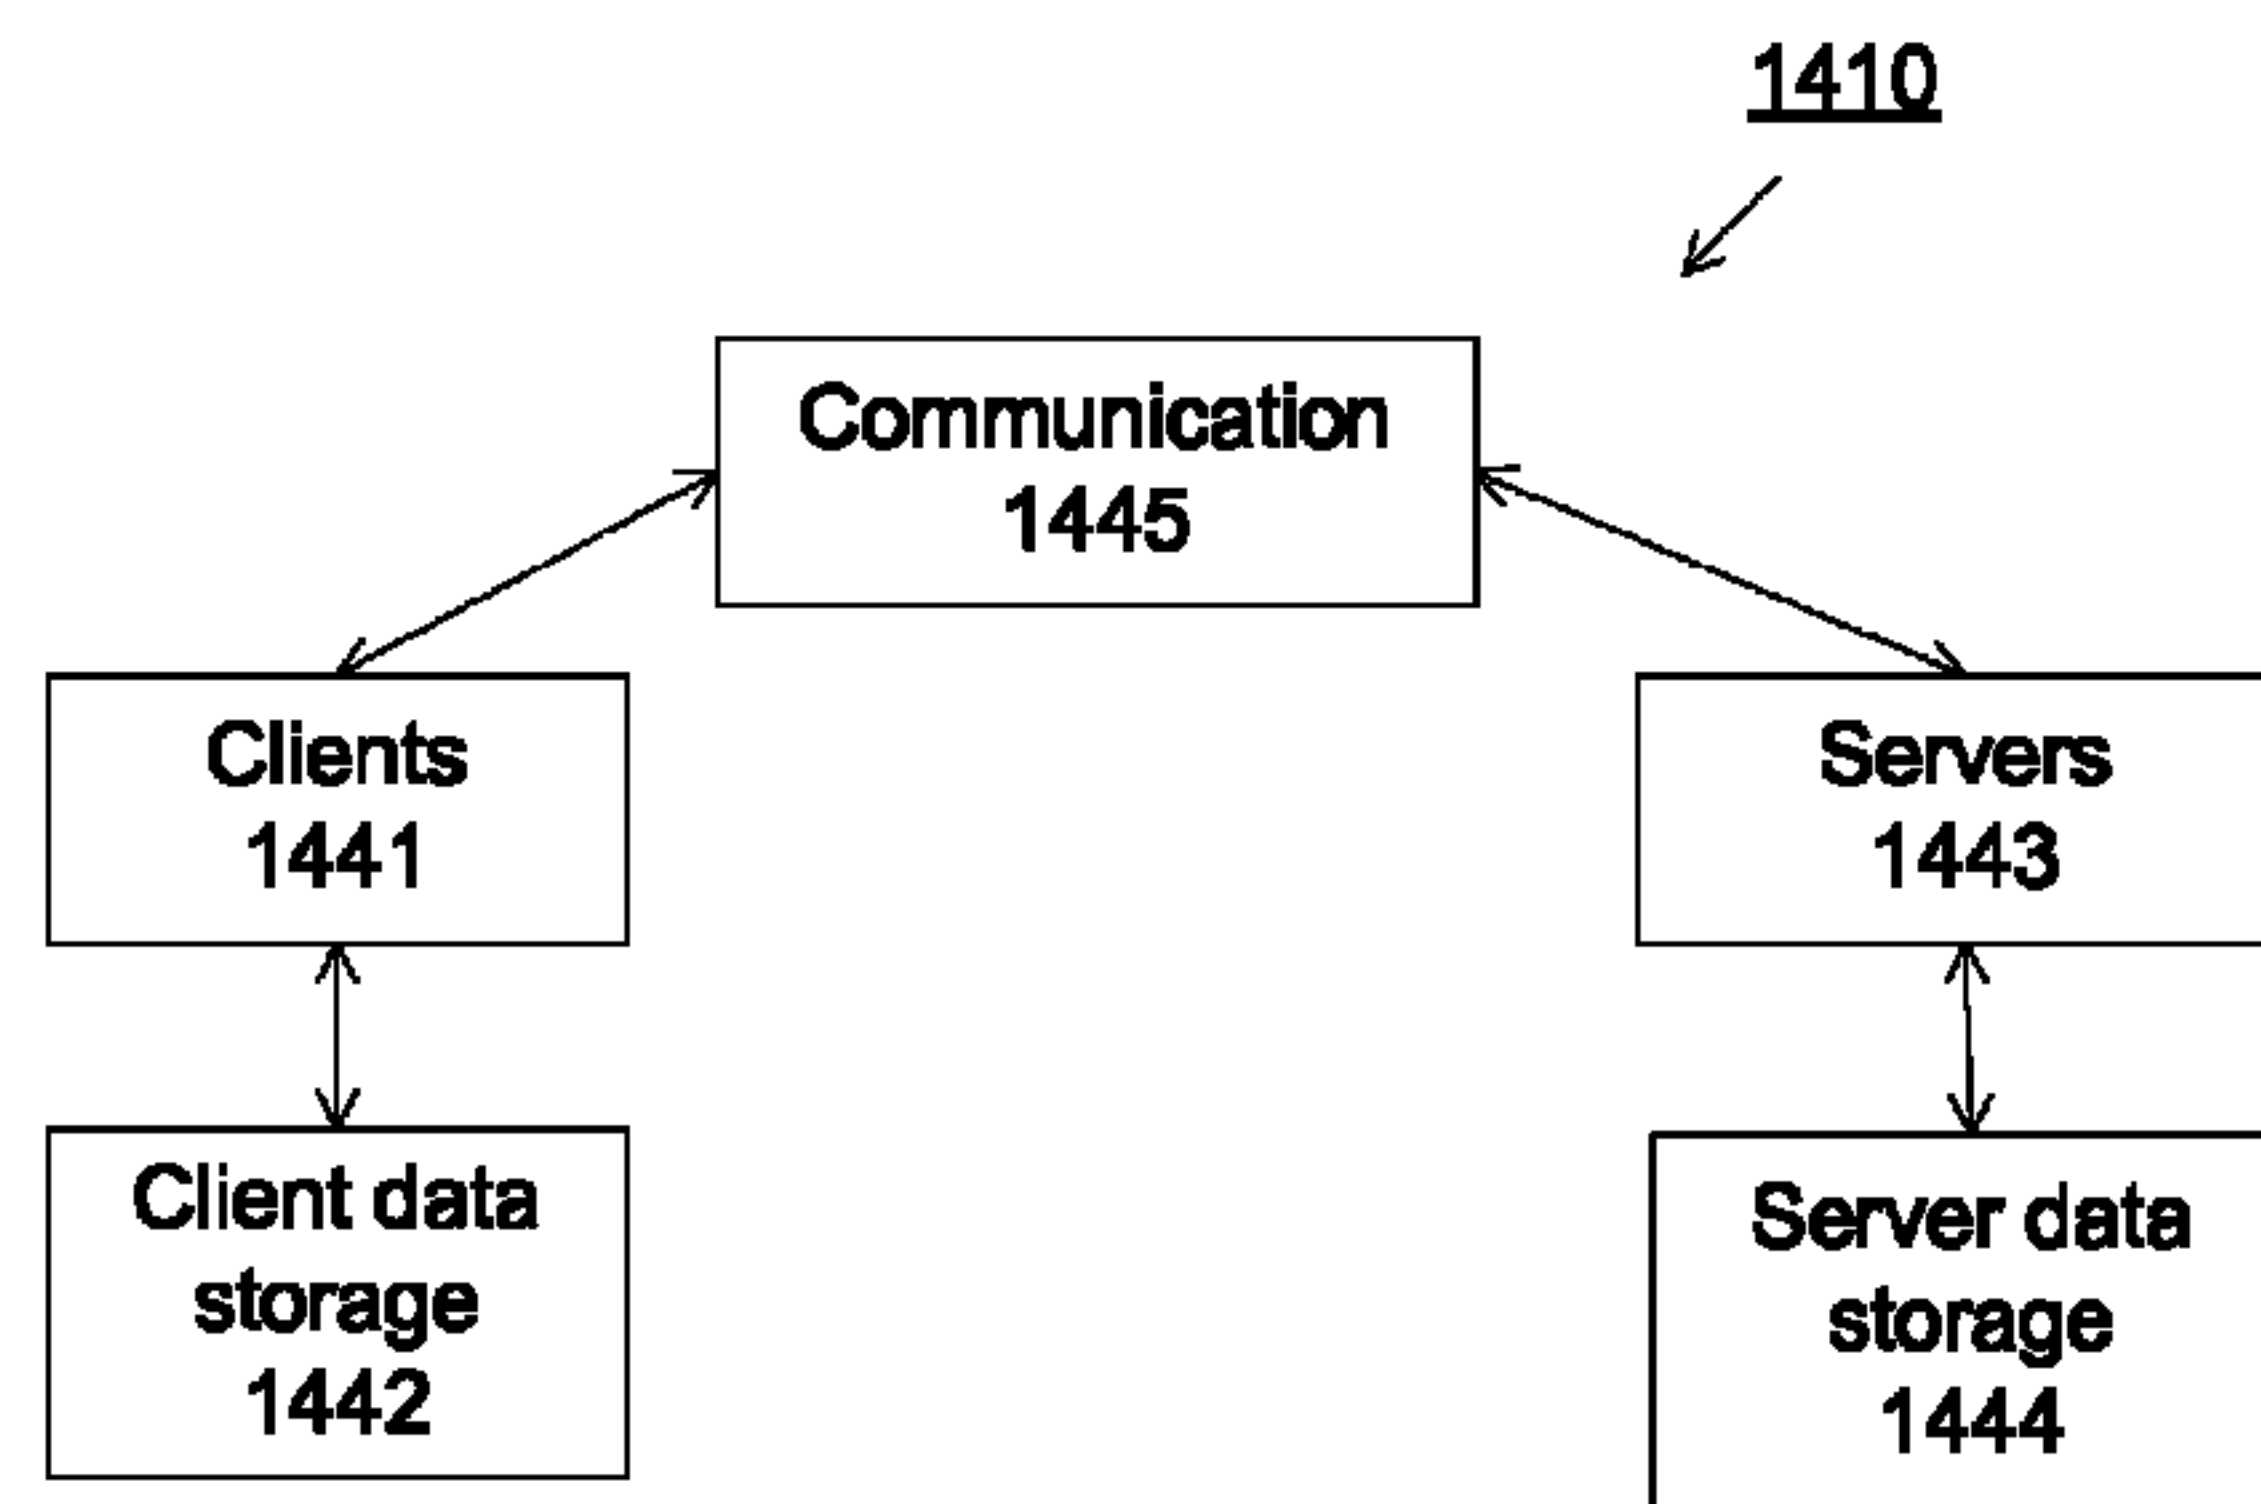 1410
Communication
1445
Clients
1441
Servers
1443
Client data
storage
1442
Server data
storage
1444